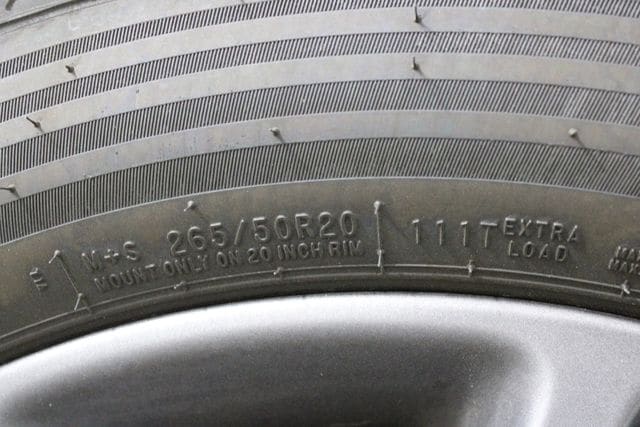 M+S 265/50R20
MOUNT ONLY ON 20 INCH RIM
111T EXTRA
LOAD